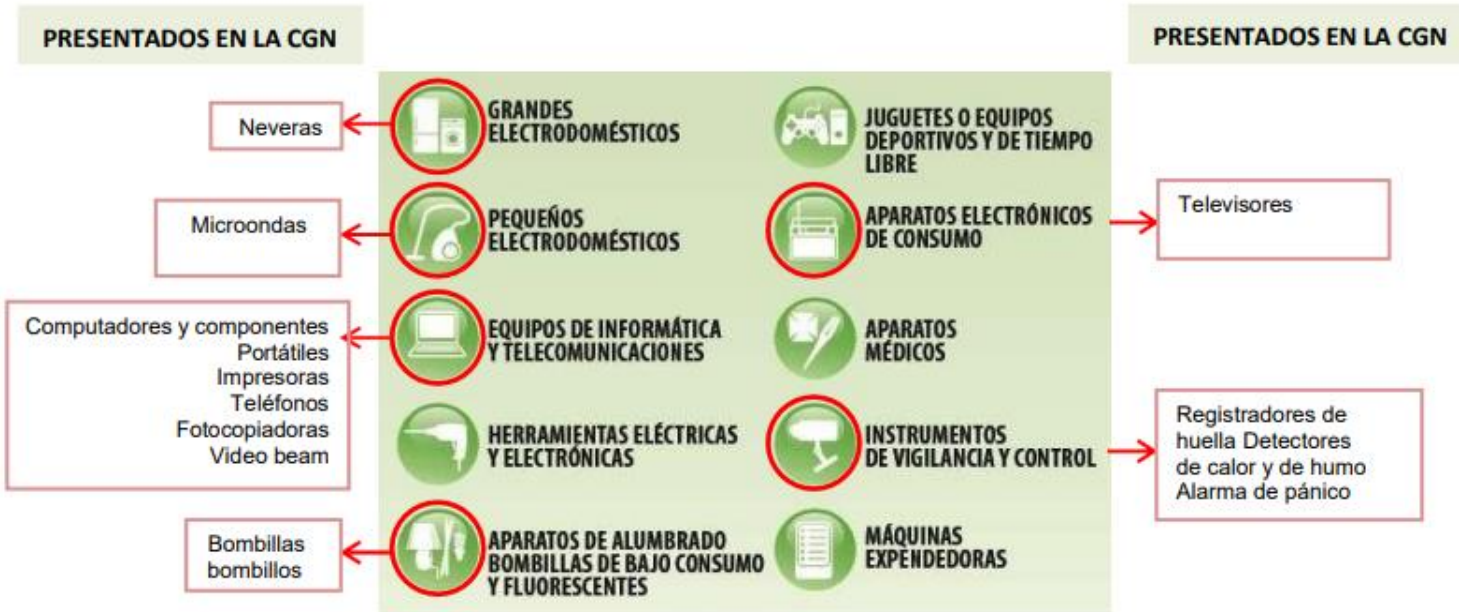 PRESENTADOS EN LA CGN
PRESENTADOS EN LA CGN
Neveras
GRANDES
ELECTRODOMÉSTICOS
JUGUETES O EQUIPOS
DEPORTIVOS Y DE TIEMPO
LIBRE
Microondas
PEQUEÑOS
ELECTRODOMÉSTICOS
APARATOS ELECTRÓNICOS
DE CONSUMO
Televisores
Computadores y componentes
Portátiles
Impresoras
Teléfonos
Fotocopiadoras
Video beam
EQUIPOS DE INFORMÁTICA
Y TELECOMUNICACIONES
APARATOS
MÉDICOS
HERRAMIENTAS ELÉCTRICAS
Y ELECTRÓNICAS
INSTRUMENTOS
DE VIGILANCIA Y CONTROL
Registradores de
huella Detectores
de calor y de humo
Alarma de pánico
Bombillas
bombillos
APARATOS DE ALUMBRADO
BOMBILLAS DE BAJO CONSUMO
Y FLUORESCENTES
MÁQUINAS
EXPENDEDORAS